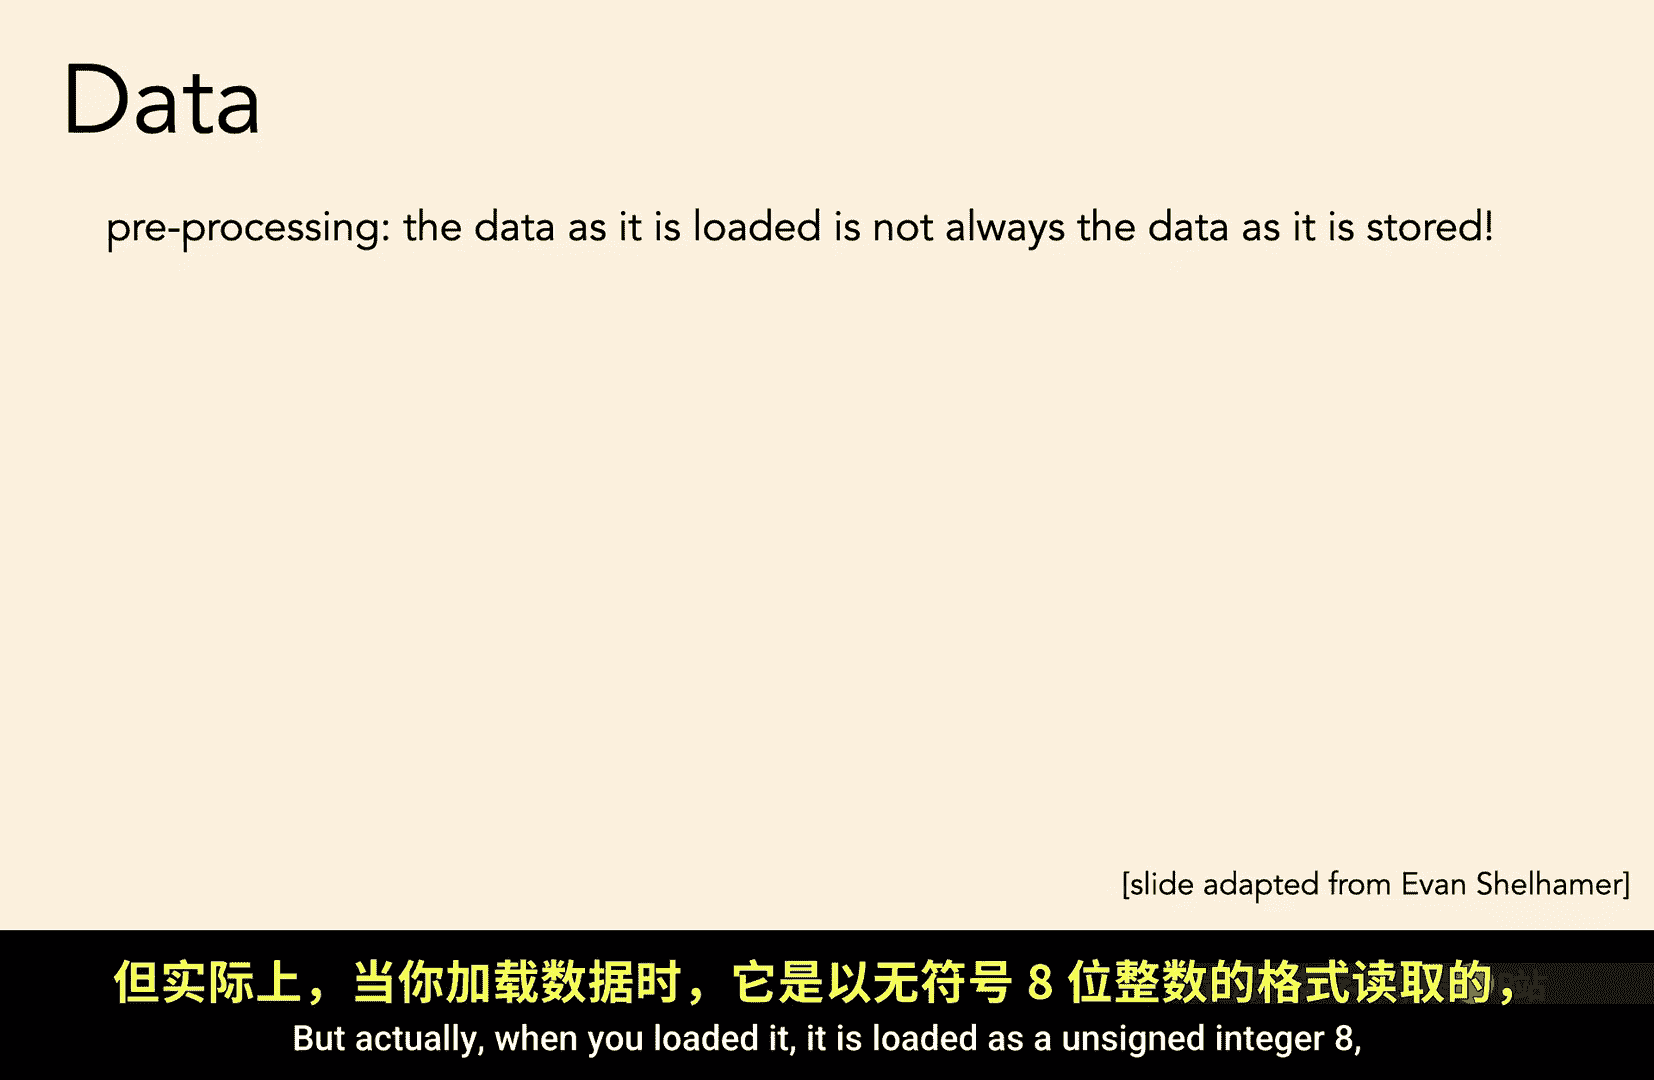 Data
pre-processing: the data as it is loaded is not always the data as it is stored!
[slide adapted from Evan Shelhamer]
但实际上，当你加载数据时，它是以无符号 8 位整数的格式读取的，
But actually, when you loaded it, it is loaded as a unsigned integer 8,